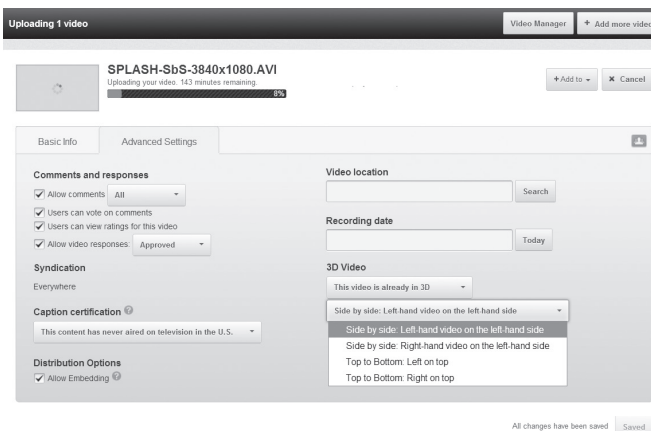 Uploading 1 video
Video Manager
+ Add more video
SPLASH-SbS-3840x1080.AVI
Uploading your video. 143 minutes remaining.
8%
+Add to
× Cancel
Basic Info
Advanced Settings
Comments and responses
Allow comments All
Users can vote on comments
Users can view ratings for this video
Allow video responses: Approved
Syndication
Everywhere
Caption certification ?
This content has never aired on television in the U.S.
Distribution Options
Allow Embedding ?
Video location
Search
Recording date
Today
3D Video
This video is already in 3D
Side by side: Left-hand video on the left-hand side
Side by side: Left-hand video on the left-hand side
Side by side: Right-hand video on the left-hand side
Top to Bottom: Left on top
Top to Bottom: Right on top
All changes have been saved
Saved